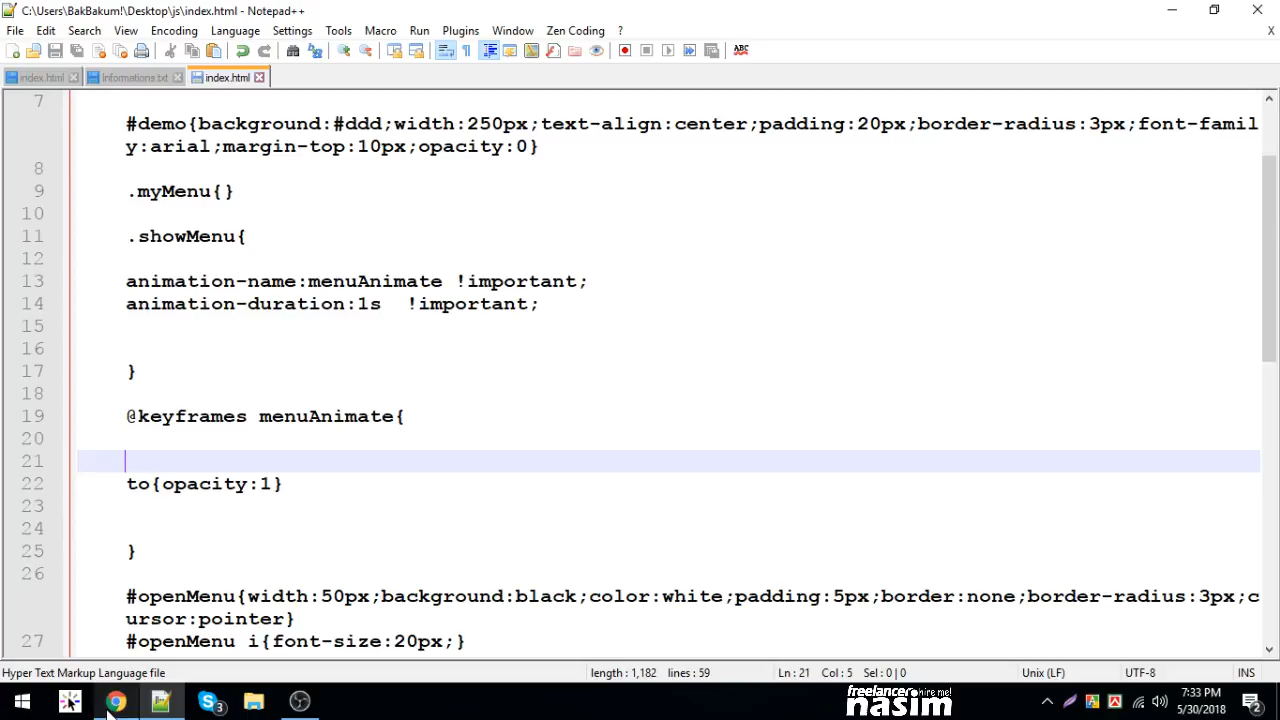 C:\Users\BakBakum!\Desktop\js\index.html - Notepad++
File Edit Search View Encoding Language Settings Tools Macro Run Plugins Window Zen Coding ? X
ABC
index.html informations.txt index.html
7
#demo{background:#ddd;width:250px;text-align:center;padding:20px;border-radius:3px;font-famil
y:arial;margin-top:10px;opacity:0}
8
9 .myMenu{}
10
11 .showMenu{
12
13 animation-name:menuAnimate !important;
14 animation-duration:1s  !important;
15
16
17 }
18
19 @keyframes menuAnimate{
20
21
22 to{opacity:1}
23
24
25 }
26
#openMenu{width:50px;background:black;color:white;padding:5px;border:none;border-radius:3px;c
ursor:pointer}
27 #openMenu i{font-size:20px;}
Hyper Text Markup Language file length : 1,182 lines : 59 Ln : 21 Col : 5 Sel : 0 | 0 Unix (LF) UTF-8 INS
3
freelancer hire me!
nasim
7:33 PM
5/30/2018
2